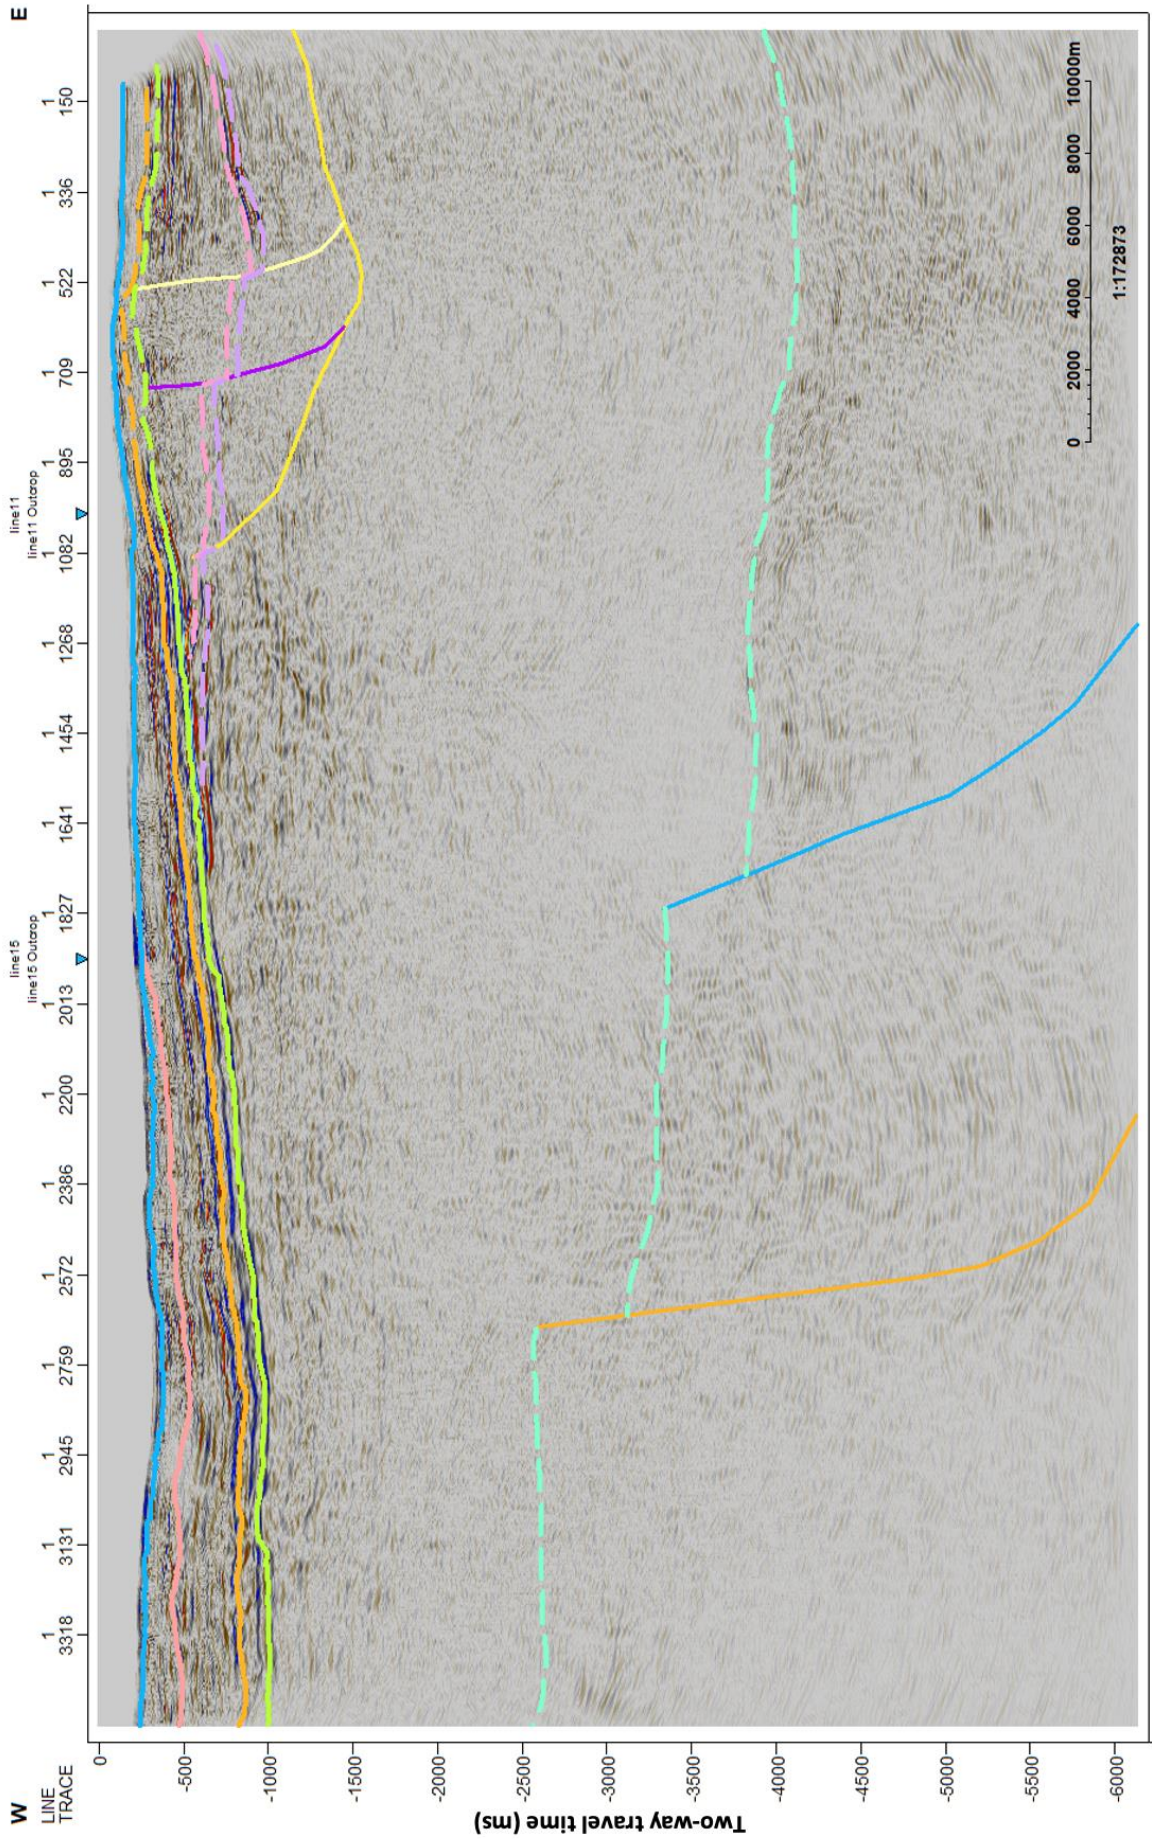 W
E
line15
line15 Outcrop
line11
line11 Outcrop
LINE 1 1 1 1 1 1 1 1 1 1 1 1 1 1 1 1 1 1
TRACE 3318 3131 2945 2759 2572 2386 2200 2013 1827 1641 1454 1268 1082 895 709 522 336 150
0
-500
-1000
-1500
-2000
-2500
-3000
-3500
-4000
-4500
-5000
-5500
-6000
Two-way travel time (ms)
0 2000 4000 6000 8000 10000m
1:172873